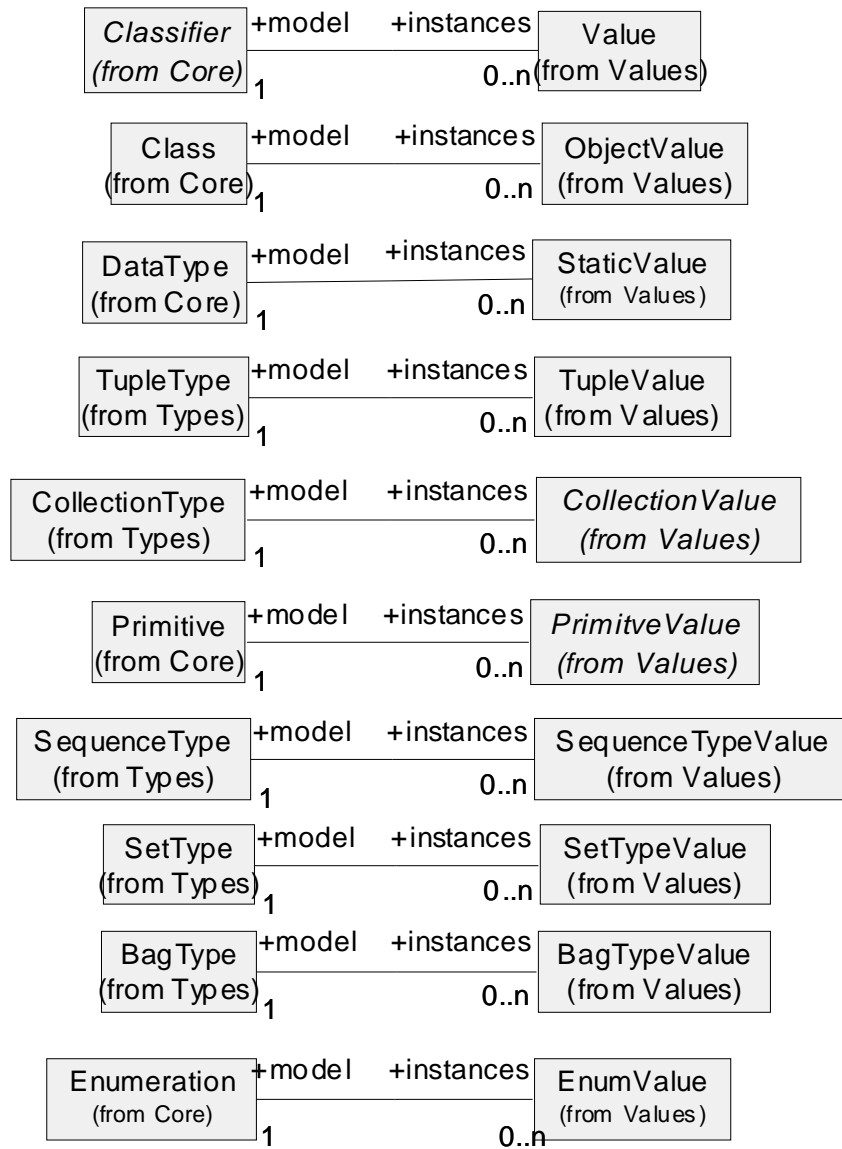 Classifier +model +instances Value
(from Core) 1 0..n (from Values)
Class +model +instances ObjectValue
(from Core) 1 0..n (from Values)
DataType +model +instances StaticValue
(from Core) 1 0..n (from Values)
TupleType +model +instances TupleValue
(from Types) 1 0..n (from Values)
CollectionType +model +instances CollectionValue
(from Types) 1 0..n (from Values)
Primitive +model +instances PrimitveValue
(from Core) 1 0..n (from Values)
SequenceType +model +instances SequenceTypeValue
(from Types) 1 0..n (from Values)
SetType +model +instances SetTypeValue
(from Types) 1 0..n (from Values)
BagType +model +instances BagTypeValue
(from Types) 1 0..n (from Values)
Enumeration +model +instances EnumValue
(from Core) 1 0..n (from Values)